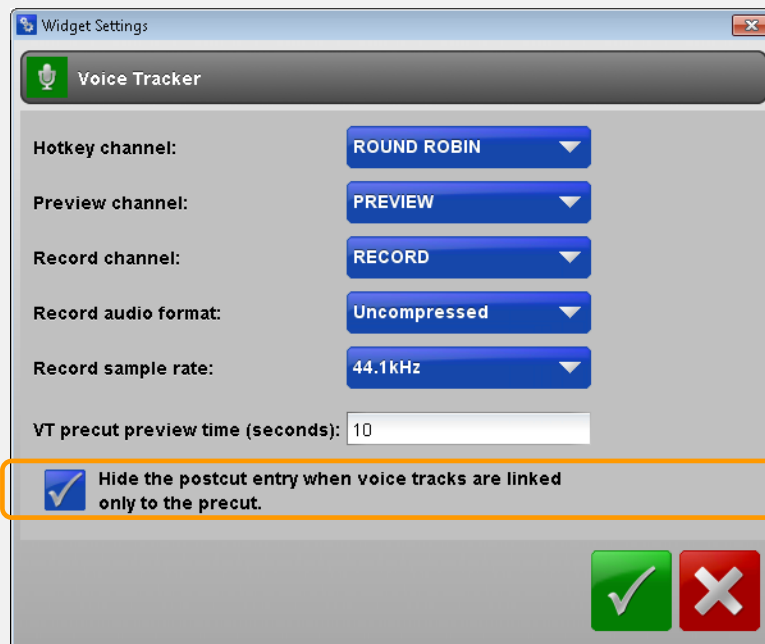 Widget Settings
Voice Tracker
Hotkey channel: ROUND ROBIN
Preview channel: PREVIEW
Record channel: RECORD
Record audio format: Uncompressed
Record sample rate: 44.1kHz
VT precut preview time (seconds): 10
Hide the postcut entry when voice tracks are linked
only to the precut.